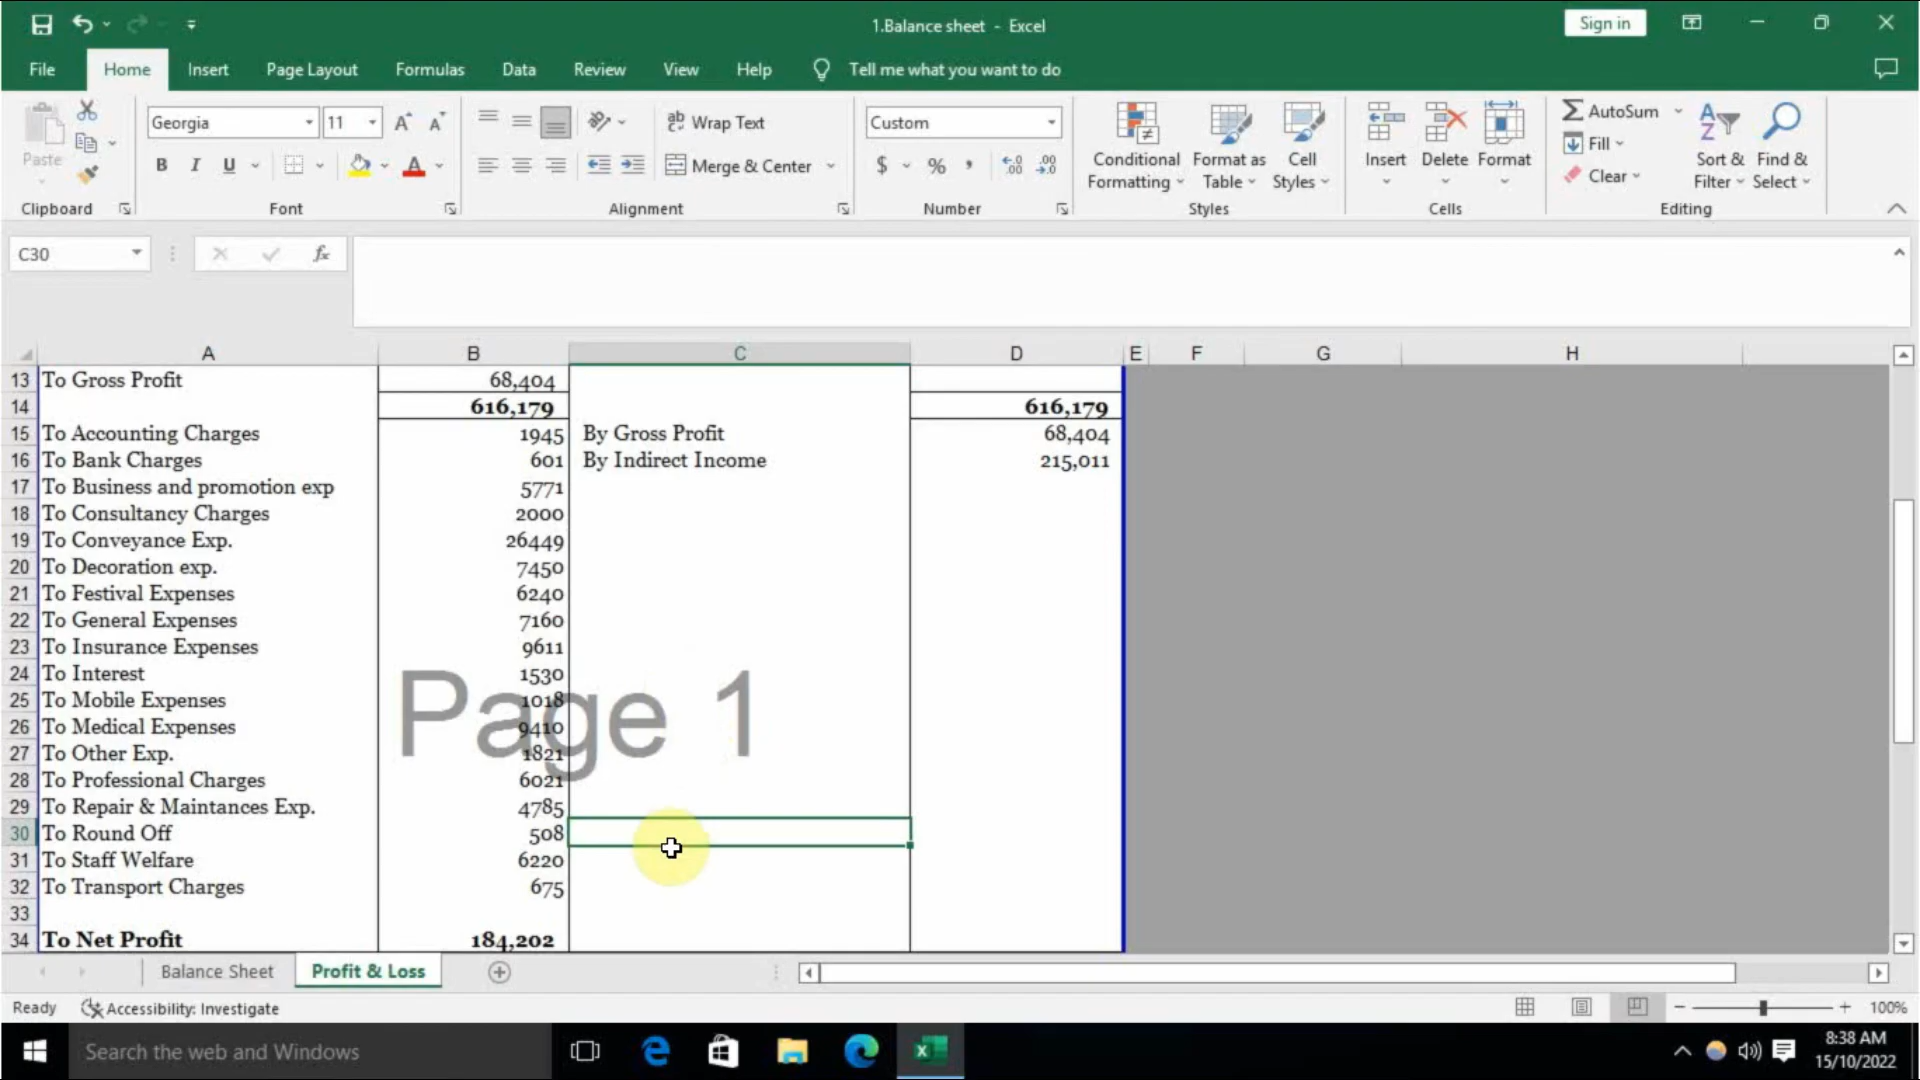 1.Balance sheet - Excel
Sign in
File Home Insert Page Layout Formulas Data Review View Help Tell me what you want to do
Paste
Clipboard
Georgia 11
B I U A
Font
ab Wrap Text
Merge & Center
Alignment
Custom
$ % ,
Number
Conditional Formatting
Format as Table
Cell Styles
Styles
Insert Delete Format
Cells
AutoSum
Fill
Clear
Sort & Filter
Find & Select
Editing
C30 fx
A B C D E F G H
13 To Gross Profit 68,404
14 616,179 616,179
15 To Accounting Charges 1945 By Gross Profit 68,404
16 To Bank Charges 601 By Indirect Income 215,011
17 To Business and promotion exp 5771
18 To Consultancy Charges 2000
19 To Conveyance Exp. 26449
20 To Decoration exp. 7450
21 To Festival Expenses 6240
22 To General Expenses 7160
23 To Insurance Expenses 9611
24 To Interest 1530
25 To Mobile Expenses 1018
Page 1
26 To Medical Expenses 9410
27 To Other Exp. 1821
28 To Professional Charges 6021
29 To Repair & Maintances Exp. 4785
30 To Round Off 508
31 To Staff Welfare 6220
32 To Transport Charges 675
33
34 To Net Profit 184,202
Balance Sheet Profit & Loss
Ready Accessibility: Investigate 100%
Search the web and Windows
8:38 AM
15/10/2022